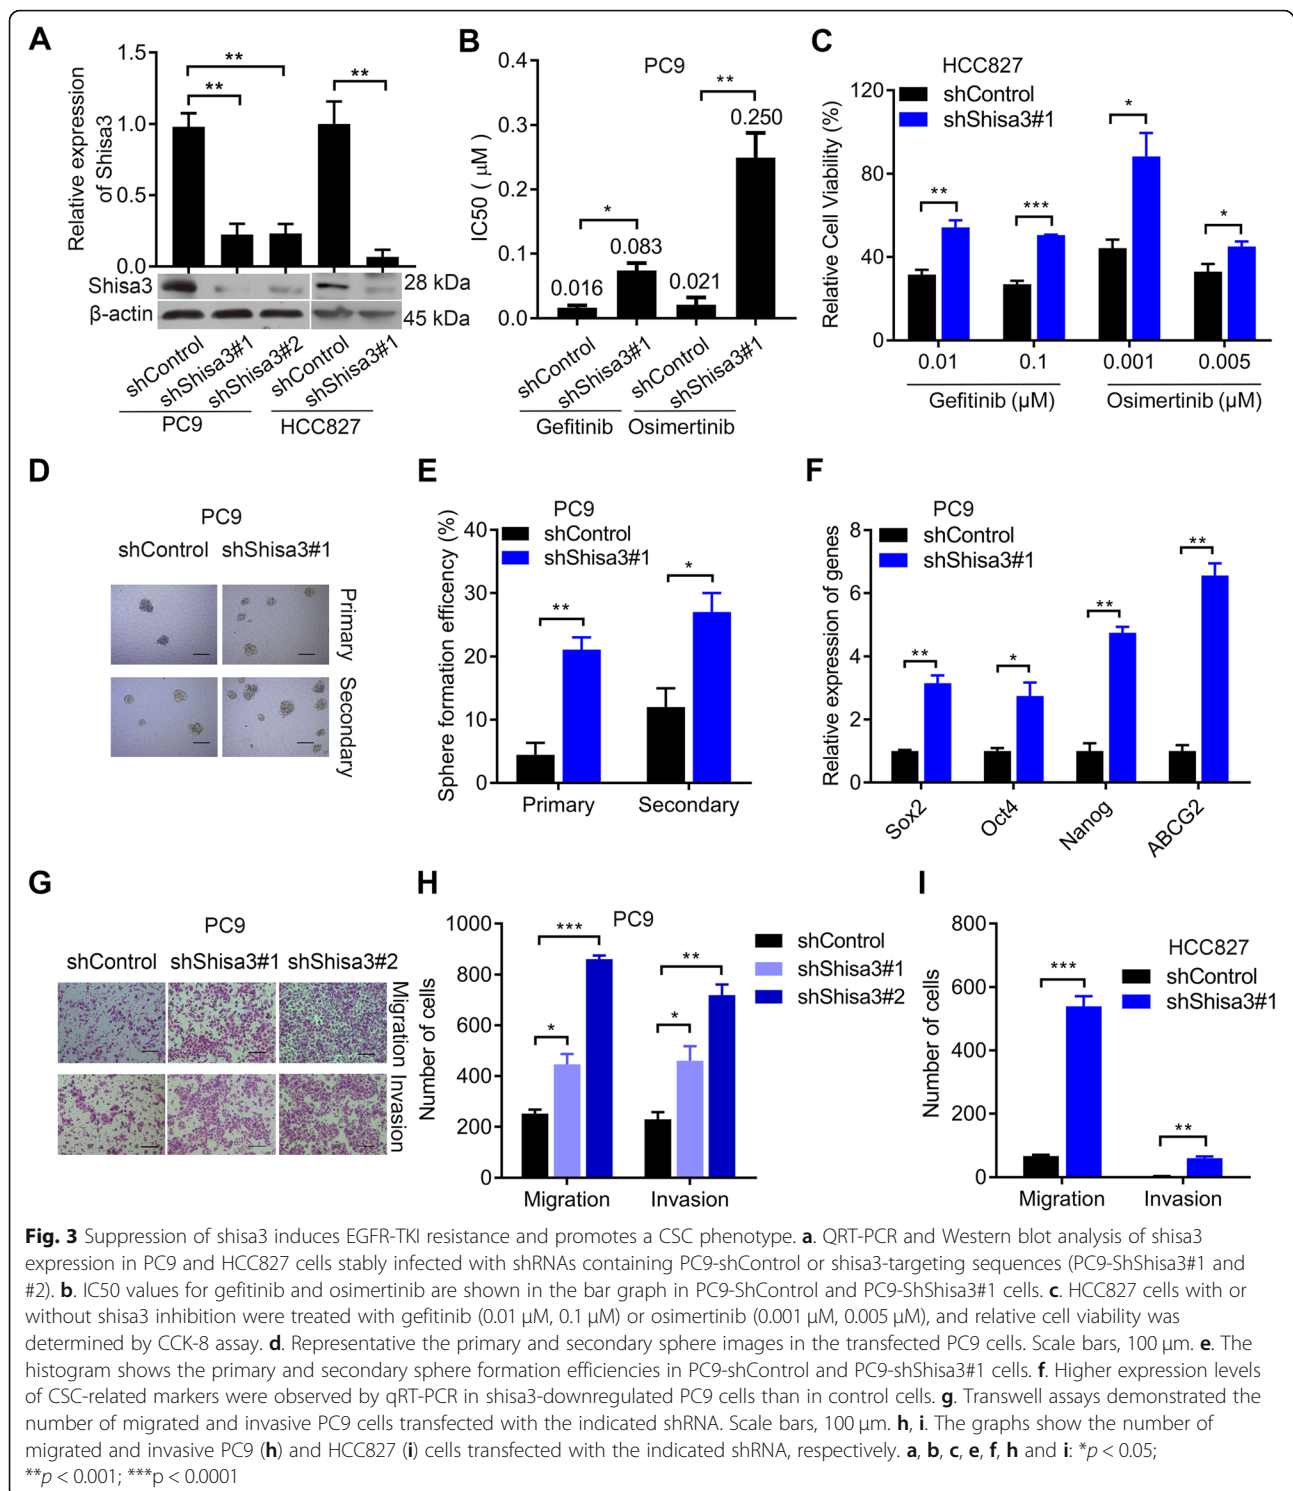 A
Relative expression
of Shisa3
1.5
1.0
0.5
0.0
**
**
**
Shisa3
β-actin
28 kDa
45 kDa
shControl
shShisa3#1
shShisa3#2
shControl
shShisa3#1
PC9
HCC827
B
PC9
IC50 ( μM)
0.4
0.3
0.2
0.1
0.0
*
**
0.016
0.083
0.021
0.250
shControl
shShisa3#1
shControl
shShisa3#1
Gefitinib
Osimertinib
C
HCC827
shControl
shShisa3#1
Relative Cell Viability (%)
120
80
40
0
**
***
*
*
0.01
0.1
0.001
0.005
Gefitinib (μM)
Osimertinib (μM)
D
PC9
shControl
shShisa3#1
Primary
Secondary
E
PC9
shControl
shShisa3#1
Sphere formation efficency (%)
40
30
20
10
0
**
*
Primary
Secondary
F
PC9
shControl
shShisa3#1
Relative expression of genes
8
6
4
2
0
**
*
**
**
Sox2
Oct4
Nanog
ABCG2
G
PC9
shControl
shShisa3#1
shShisa3#2
Migration
Invasion
H
PC9
shControl
shShisa3#1
shShisa3#2
Number of cells
1000
800
600
400
200
0
***
*
**
*
Migration
Invasion
I
HCC827
shControl
shShisa3#1
Number of cells
800
600
400
200
0
***
**
Migration
Invasion
Fig. 3 Suppression of shisa3 induces EGFR-TKI resistance and promotes a CSC phenotype. a. QRT-PCR and Western blot analysis of shisa3
expression in PC9 and HCC827 cells stably infected with shRNAs containing PC9-shControl or shisa3-targeting sequences (PC9-ShShisa3#1 and
#2). b. IC50 values for gefitinib and osimertinib are shown in the bar graph in PC9-ShControl and PC9-ShShisa3#1 cells. c. HCC827 cells with or
without shisa3 inhibition were treated with gefitinib (0.01 μM, 0.1 μM) or osimertinib (0.001 μM, 0.005 μM), and relative cell viability was
determined by CCK-8 assay. d. Representative the primary and secondary sphere images in the transfected PC9 cells. Scale bars, 100 μm. e. The
histogram shows the primary and secondary sphere formation efficiencies in PC9-shControl and PC9-shShisa3#1 cells. f. Higher expression levels
of CSC-related markers were observed by qRT-PCR in shisa3-downregulated PC9 cells than in control cells. g. Transwell assays demonstrated the
number of migrated and invasive PC9 cells transfected with the indicated shRNA. Scale bars, 100 μm. h, i. The graphs show the number of
migrated and invasive PC9 (h) and HCC827 (i) cells transfected with the indicated shRNA, respectively. a, b, c, e, f, h and i: *p < 0.05;
**p < 0.001; ***p < 0.0001